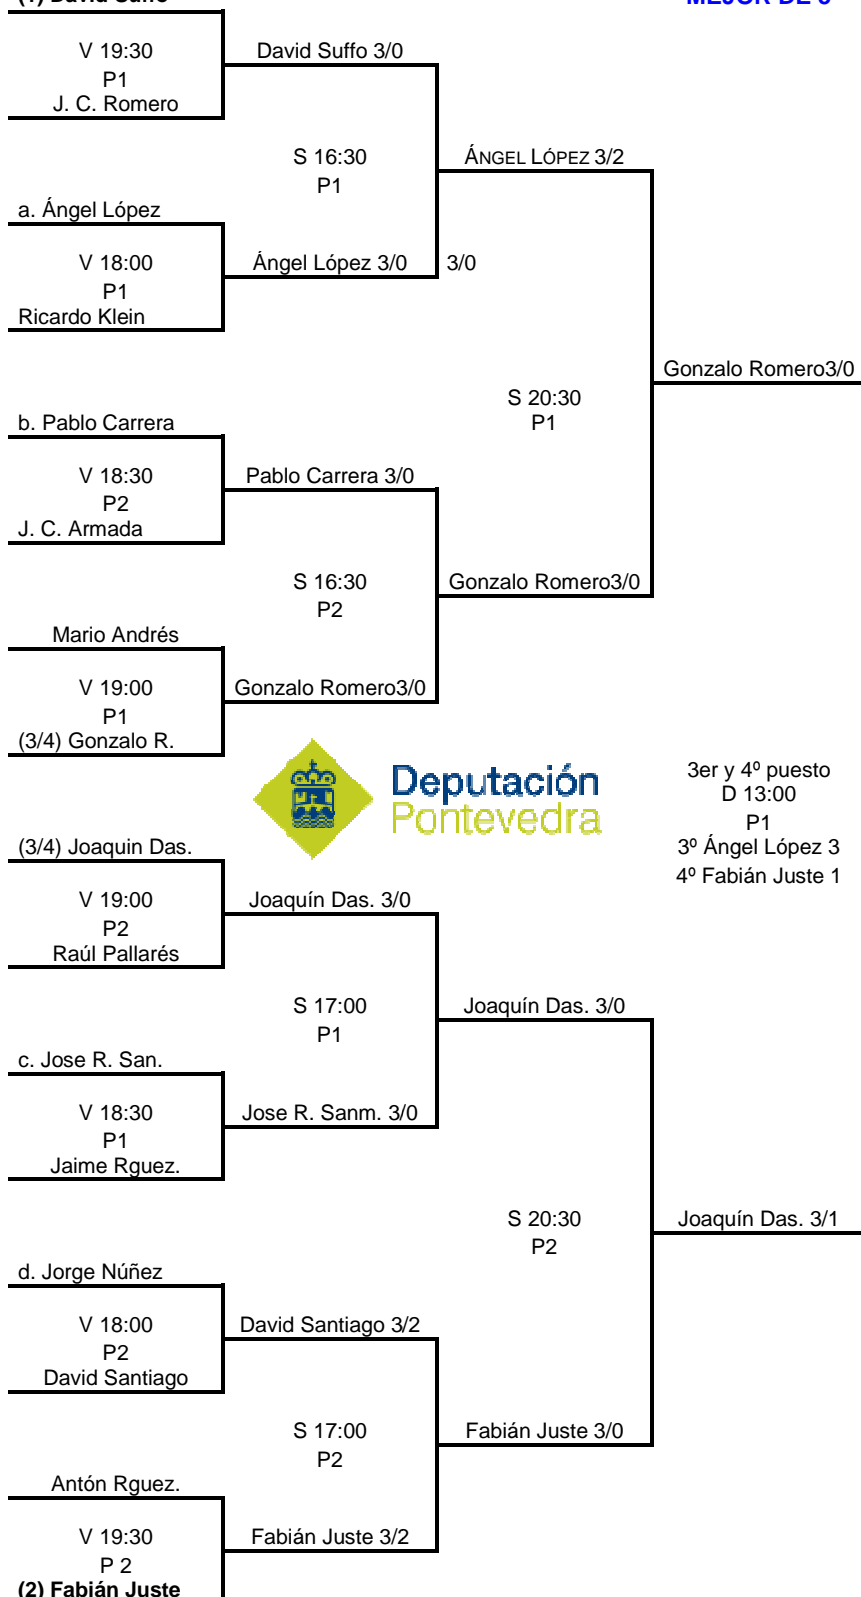 (1) David Suffo
MEJOR DE 5
V 19:30
P1
J. C. Romero
David Suffo 3/0
S 16:30
P1
ÁNGEL LÓPEZ 3/2
a. Ángel López
V 18:00
P1
Ricardo Klein
Ángel López 3/0
3/0
Gonzalo Romero3/0
S 20:30
P1
b. Pablo Carrera
V 18:30
P2
J. C. Armada
Pablo Carrera 3/0
S 16:30
P2
Gonzalo Romero3/0
Mario Andrés
V 19:00
P1
(3/4) Gonzalo R.
Gonzalo Romero3/0
Deputación
Pontevedra
3er y 4º puesto
D 13:00
P1
3º Ángel López 3
4º Fabián Juste 1
(3/4) Joaquin Das.
V 19:00
P2
Raúl Pallarés
Joaquín Das. 3/0
S 17:00
P1
Joaquín Das. 3/0
c. Jose R. San.
V 18:30
P1
Jaime Rguez.
Jose R. Sanm. 3/0
S 20:30
P2
Joaquín Das. 3/1
d. Jorge Núñez
V 18:00
P2
David Santiago
David Santiago 3/2
S 17:00
P2
Fabián Juste 3/0
Antón Rguez.
V 19:30
P 2
(2) Fabián Juste
Fabián Juste 3/2